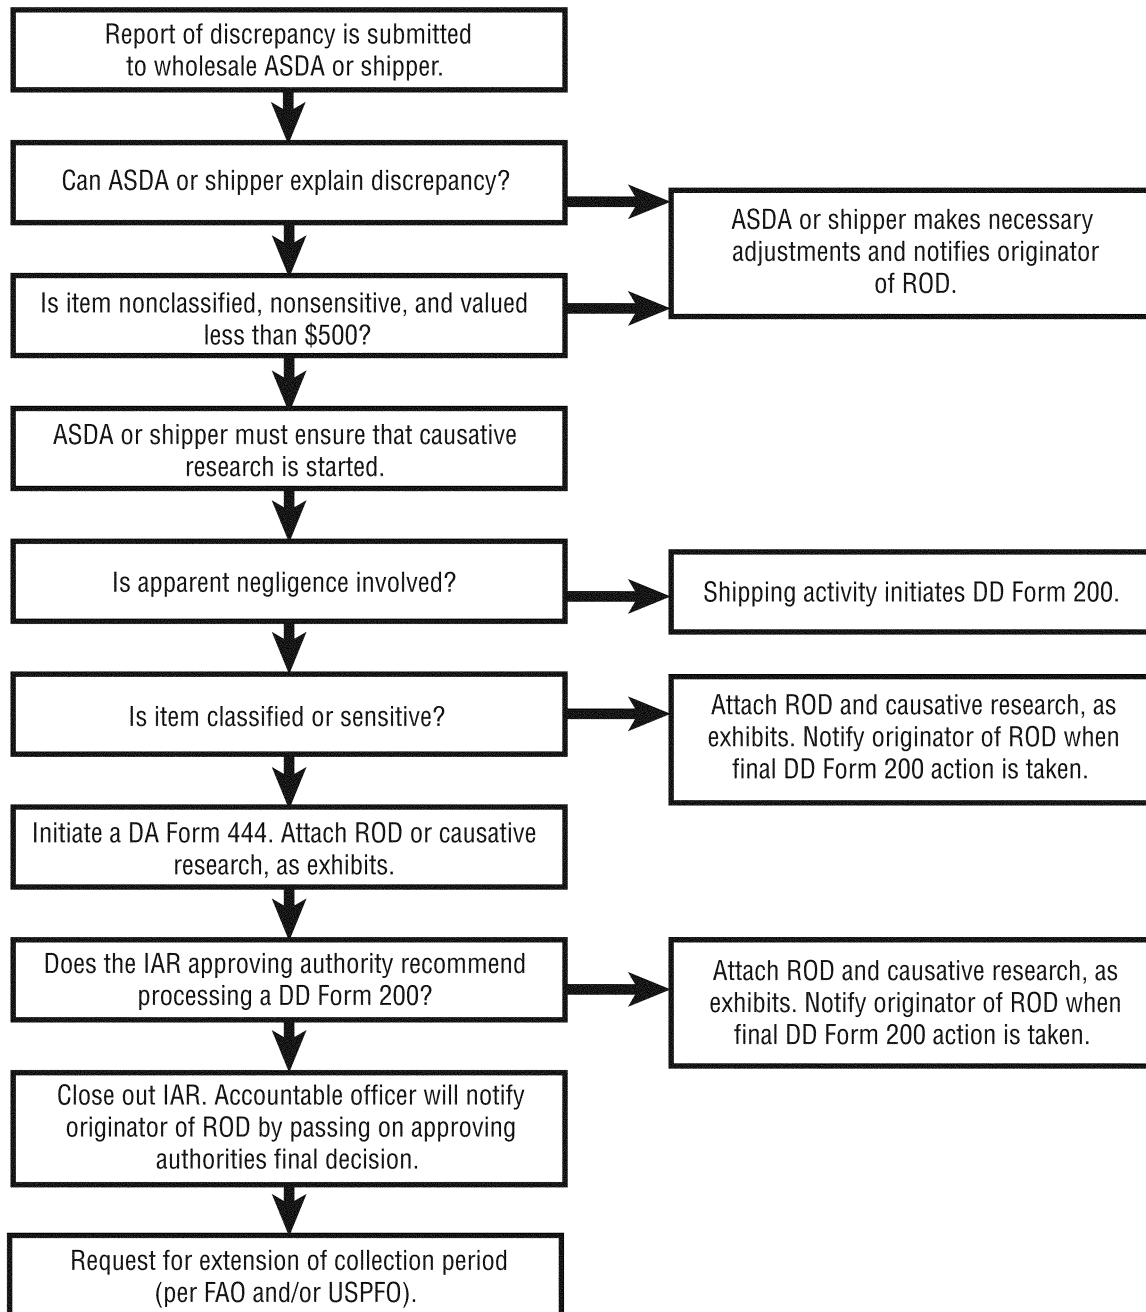 Report of discrepancy is submitted
to wholesale ASDA or shipper.
Can ASDA or shipper explain discrepancy?
ASDA or shipper makes necessary
adjustments and notifies originator
of ROD.
Is item nonclassified, nonsensitive, and valued
less than $500?
ASDA or shipper must ensure that causative
research is started.
Is apparent negligence involved?
Shipping activity initiates DD Form 200.
Is item classified or sensitive?
Attach ROD and causative research, as
exhibits. Notify originator of ROD when
final DD Form 200 action is taken.
Initiate a DA Form 444. Attach ROD or causative
research, as exhibits.
Does the IAR approving authority recommend
processing a DD Form 200?
Attach ROD and causative research, as
exhibits. Notify originator of ROD when
final DD Form 200 action is taken.
Close out IAR. Accountable officer will notify
originator of ROD by passing on approving
authorities final decision.
Request for extension of collection period
(per FAO and/or USPFO).